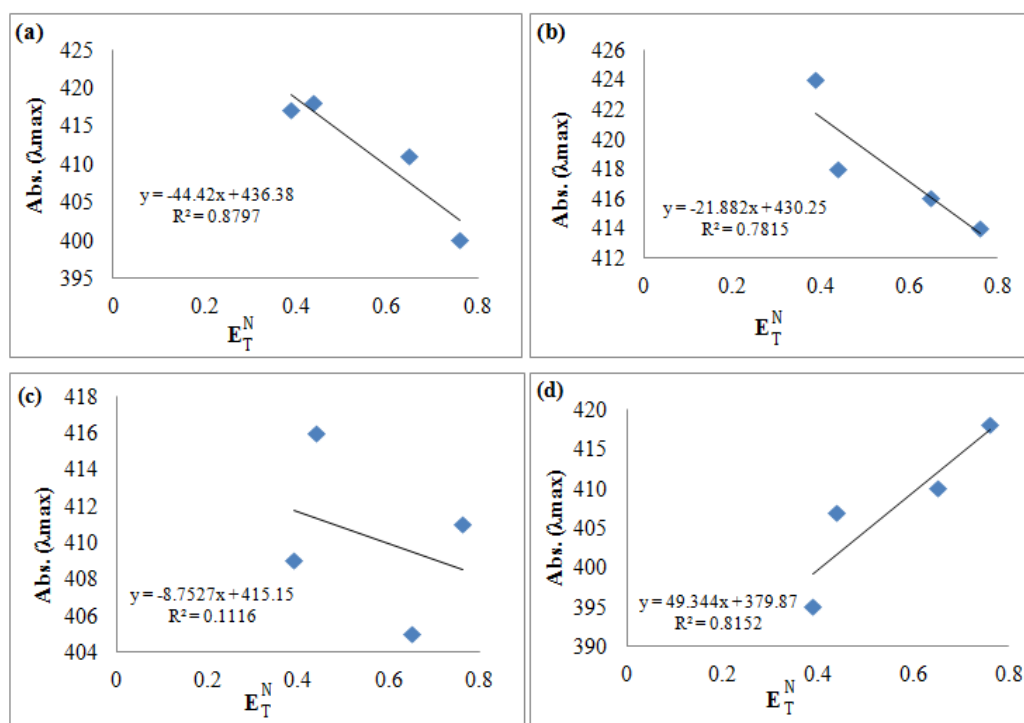 (a)
425
420
415
410
405
400
395
Abs. (λmax)
y = -44.42x + 436.38
R² = 0.8797
0 0.2 0.4 0.6 0.8
E_T^N
(b)
426
424
422
420
418
416
414
412
Abs. (λmax)
y = -21.882x + 430.25
R² = 0.7815
0 0.2 0.4 0.6 0.8
E_T^N
(c)
418
416
414
412
410
408
406
404
Abs. (λmax)
y = -8.7527x + 415.15
R² = 0.1116
0 0.2 0.4 0.6 0.8
E_T^N
(d)
420
415
410
405
400
395
390
Abs. (λmax)
y = 49.344x + 379.87
R² = 0.8152
0 0.2 0.4 0.6 0.8
E_T^N